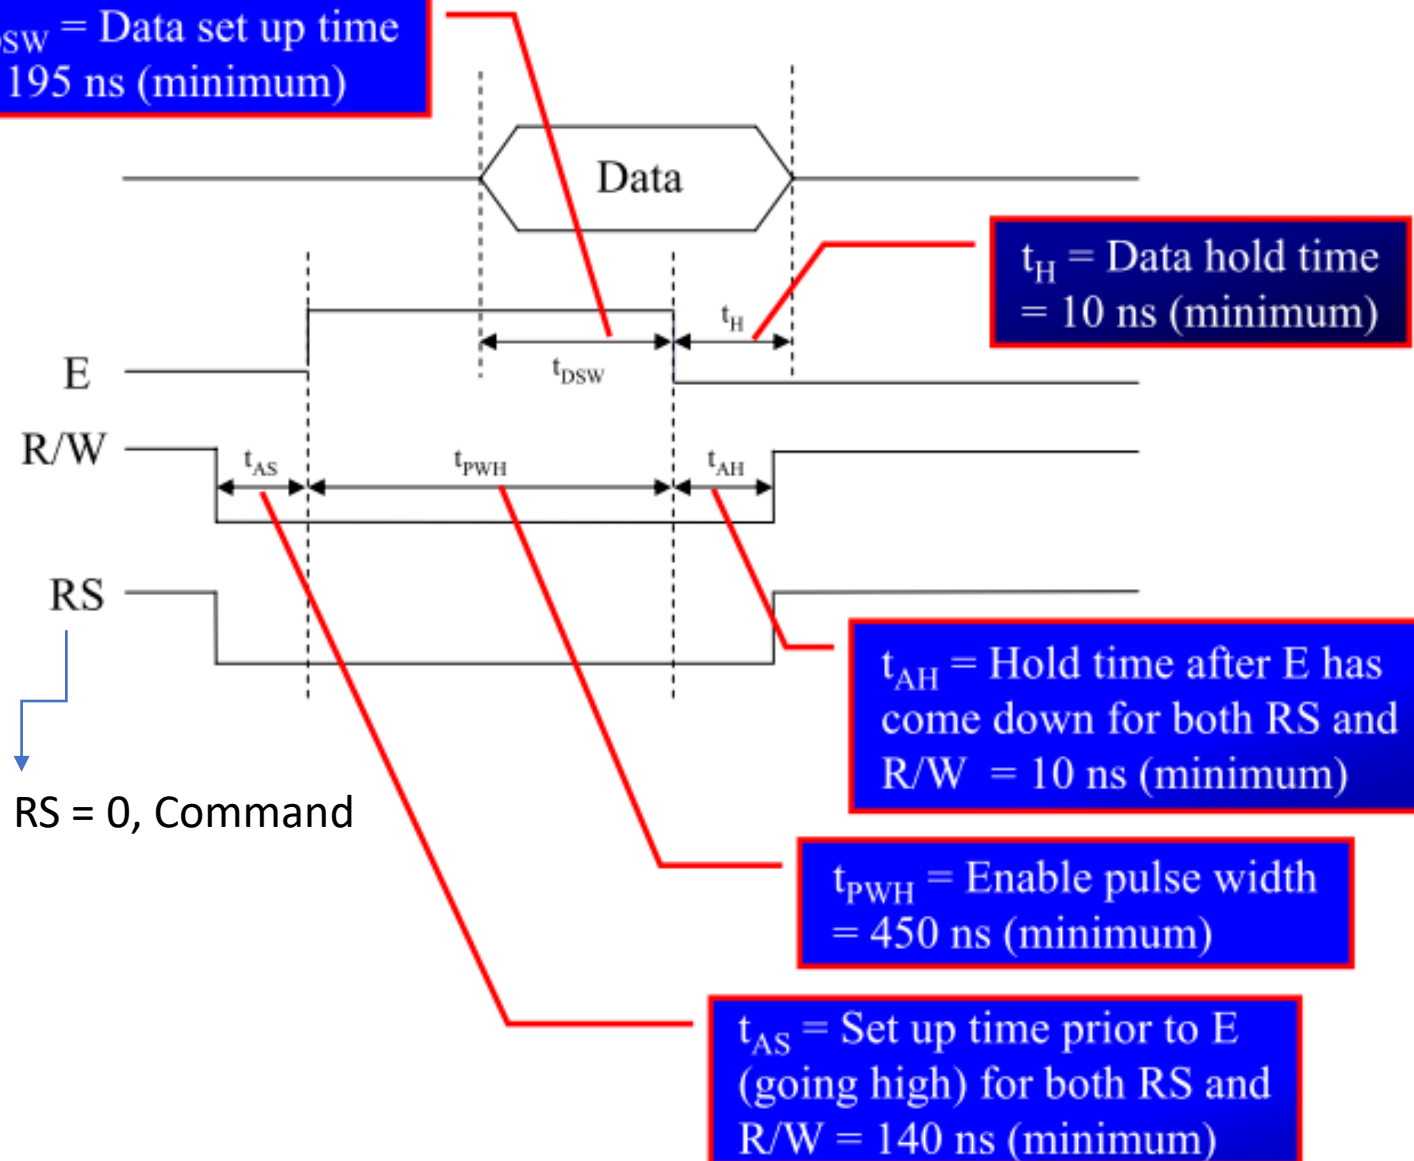 DSW = Data set up time
195 ns (minimum)
Data
tH = Data hold time
= 10 ns (minimum)
tH
E
tDSW
R/W
tAS
tPWH
tAH
RS
tAH = Hold time after E has
come down for both RS and
R/W = 10 ns (minimum)
RS = 0, Command
tPWH = Enable pulse width
= 450 ns (minimum)
tAS = Set up time prior to E
(going high) for both RS and
R/W = 140 ns (minimum)